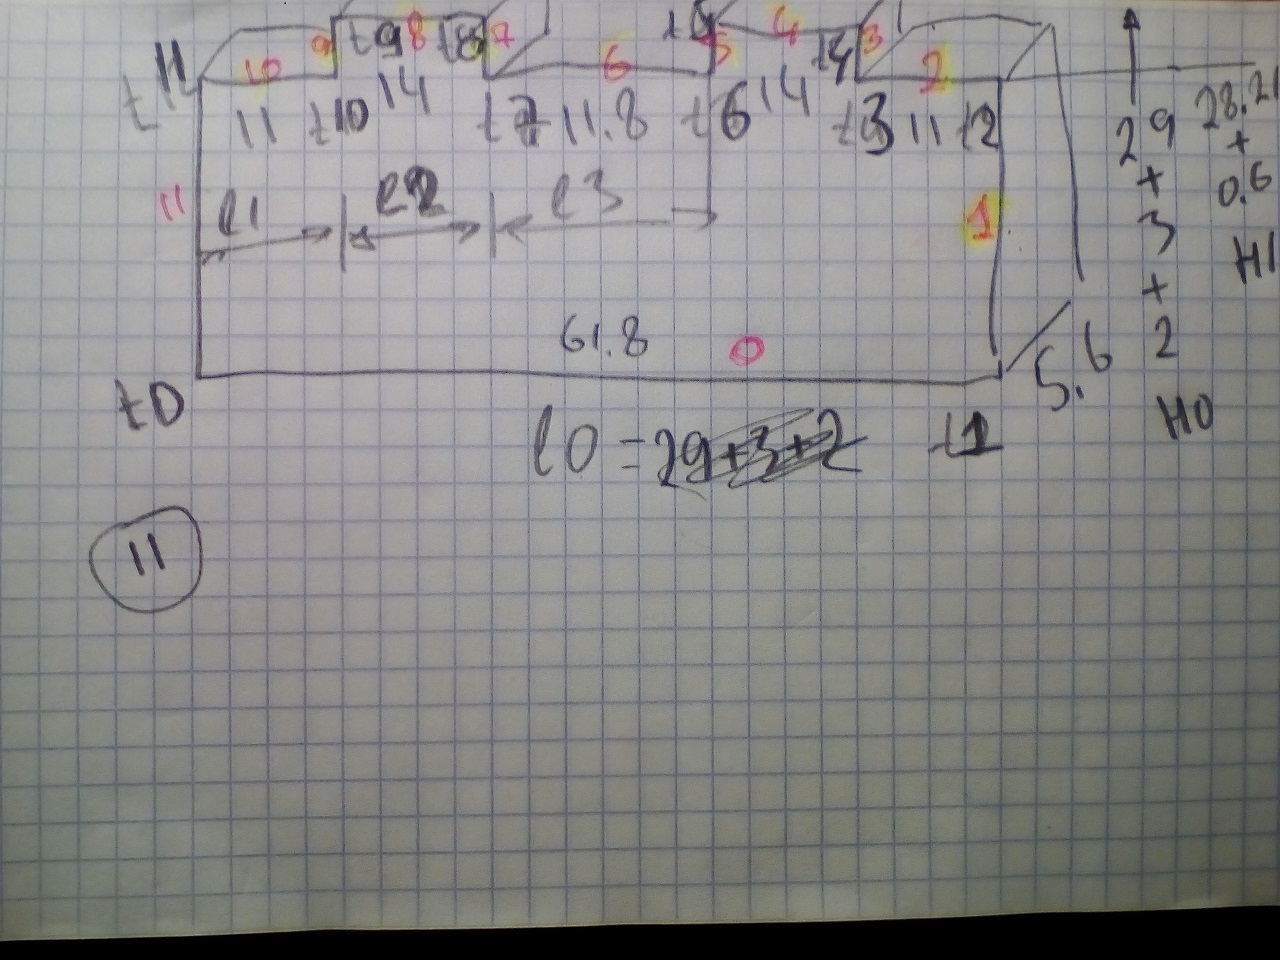 t9 8 t8 7 4 3
t11 10 9 6 5 t4 2
11 t10 14 t7 11.8 t6 14 t3 11 t2 29 28.21
+ +
11 l1 l2 l3 1 3 0.6
+ H1
61.8 0 2
t0 5.6 H0
l0 = 29+3+2 t1
11